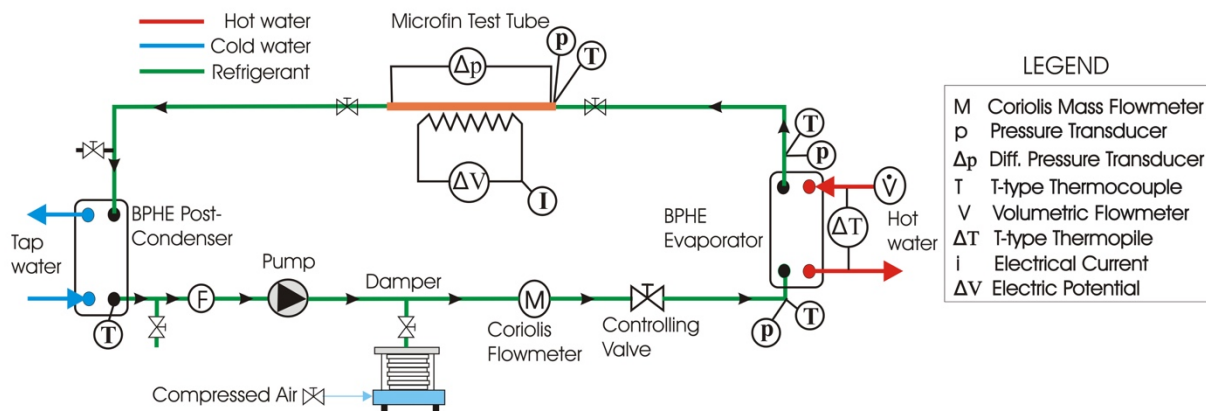 Hot water
Cold water
Refrigerant
Microfin Test Tube
p
T
Δp
ΔV
I
T
p
BPHE Post-
Condenser
Tap
water
T
F
Pump
Damper
Compressed Air
M
Coriolis
Flowmeter
Controlling
Valve
BPHE
Evaporator
V̇
ΔT
Hot
water
p
T
LEGEND
M Coriolis Mass Flowmeter
p Pressure Transducer
Δp Diff. Pressure Transducer
T T-type Thermocouple
V Volumetric Flowmeter
ΔT T-type Thermopile
i Electrical Current
ΔV Electric Potential